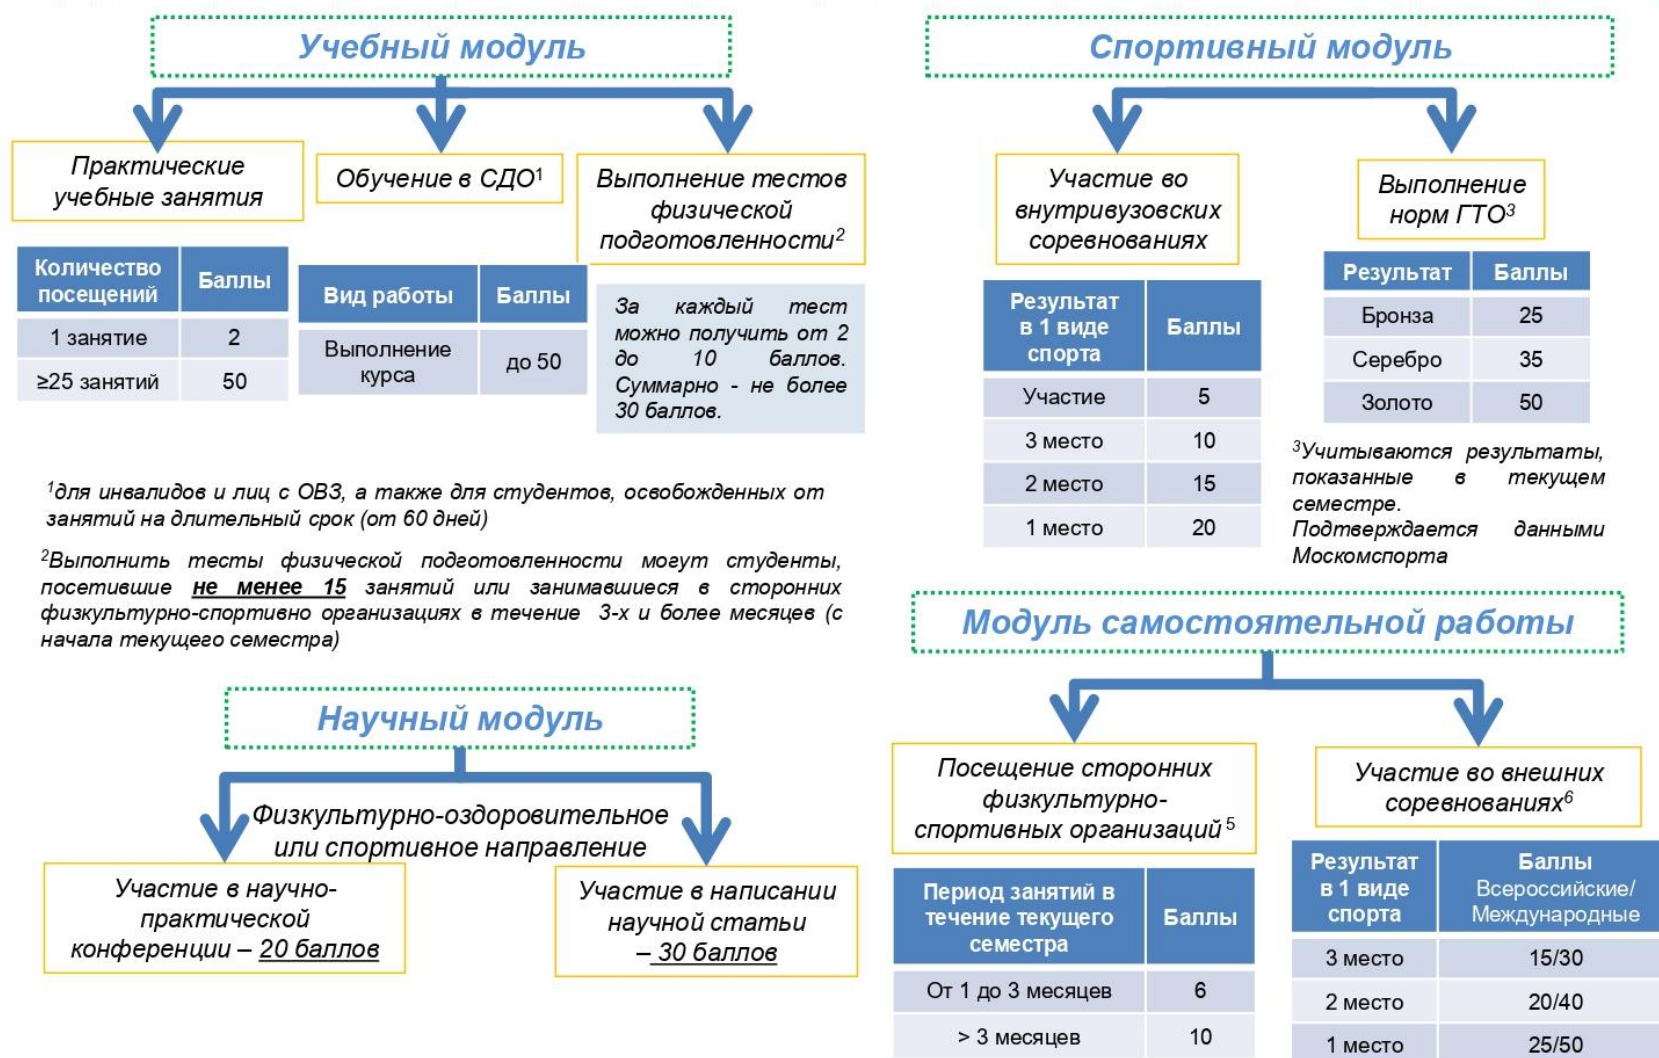 Учебный модуль
Практические
учебные занятия
Обучение в СДО¹
Выполнение тестов
физической
подготовленности²
Количество
посещений
Баллы
1 занятие
2
≥25 занятий
50
Вид работы
Баллы
Выполнение
курса
до 50
За каждый тест
можно получить от 2
до 10 баллов.
Суммарно - не более
30 баллов.
¹для инвалидов и лиц с ОВЗ, а также для студентов, освобожденных от
занятий на длительный срок (от 60 дней)
²Выполнить тесты физической подготовленности могут студенты,
посетившие не менее 15 занятий или занимавшиеся в сторонних
физкультурно-спортивно организациях в течение 3-х и более месяцев (с
начала текущего семестра)
Спортивный модуль
Участие во
внутривузовских
соревнованиях
Выполнение
норм ГТО³
Результат
в 1 виде
спорта
Баллы
Участие
5
3 место
10
2 место
15
1 место
20
Результат
Баллы
Бронза
25
Серебро
35
Золото
50
³Учитываются результаты,
показанные в текущем
семестре.
Подтверждается данными
Москомспорта
Научный модуль
Физкультурно-оздоровительное
или спортивное направление
Участие в научно-
практической
конференции – 20 баллов
Участие в написании
научной статьи
– 30 баллов
Модуль самостоятельной работы
Посещение сторонних
физкультурно-
спортивных организаций ⁵
Участие во внешних
соревнованиях⁶
Период занятий в
течение текущего
семестра
Баллы
От 1 до 3 месяцев
6
> 3 месяцев
10
Результат
в 1 виде
спорта
Баллы
Всероссийские/
Международные
3 место
15/30
2 место
20/40
1 место
25/50